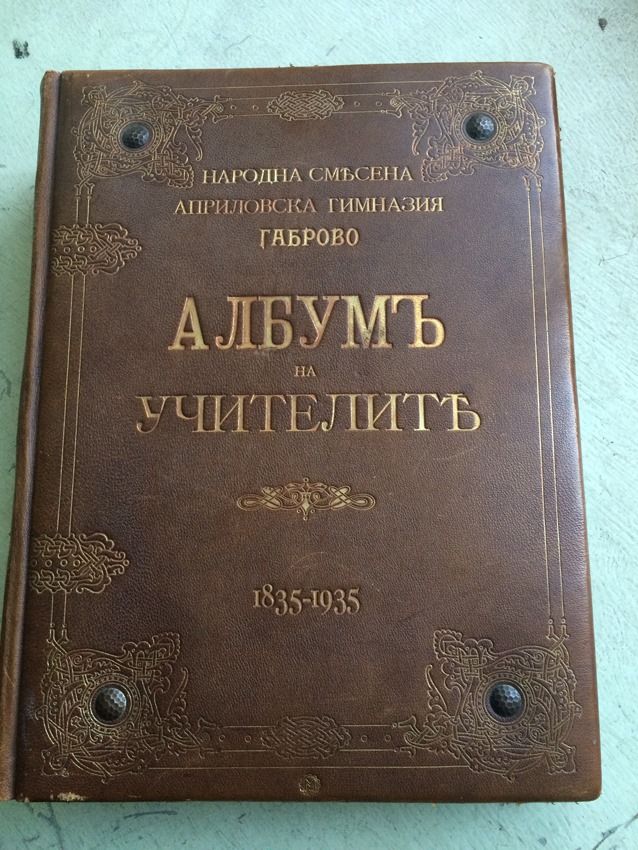 НАРОДНА СМѢСЕНА
АПРИЛОВСКА ГИМНАЗИЯ
ГАБРОВО
АЛБУМЪ
НА
УЧИТЕЛИТѢ
1835-1935